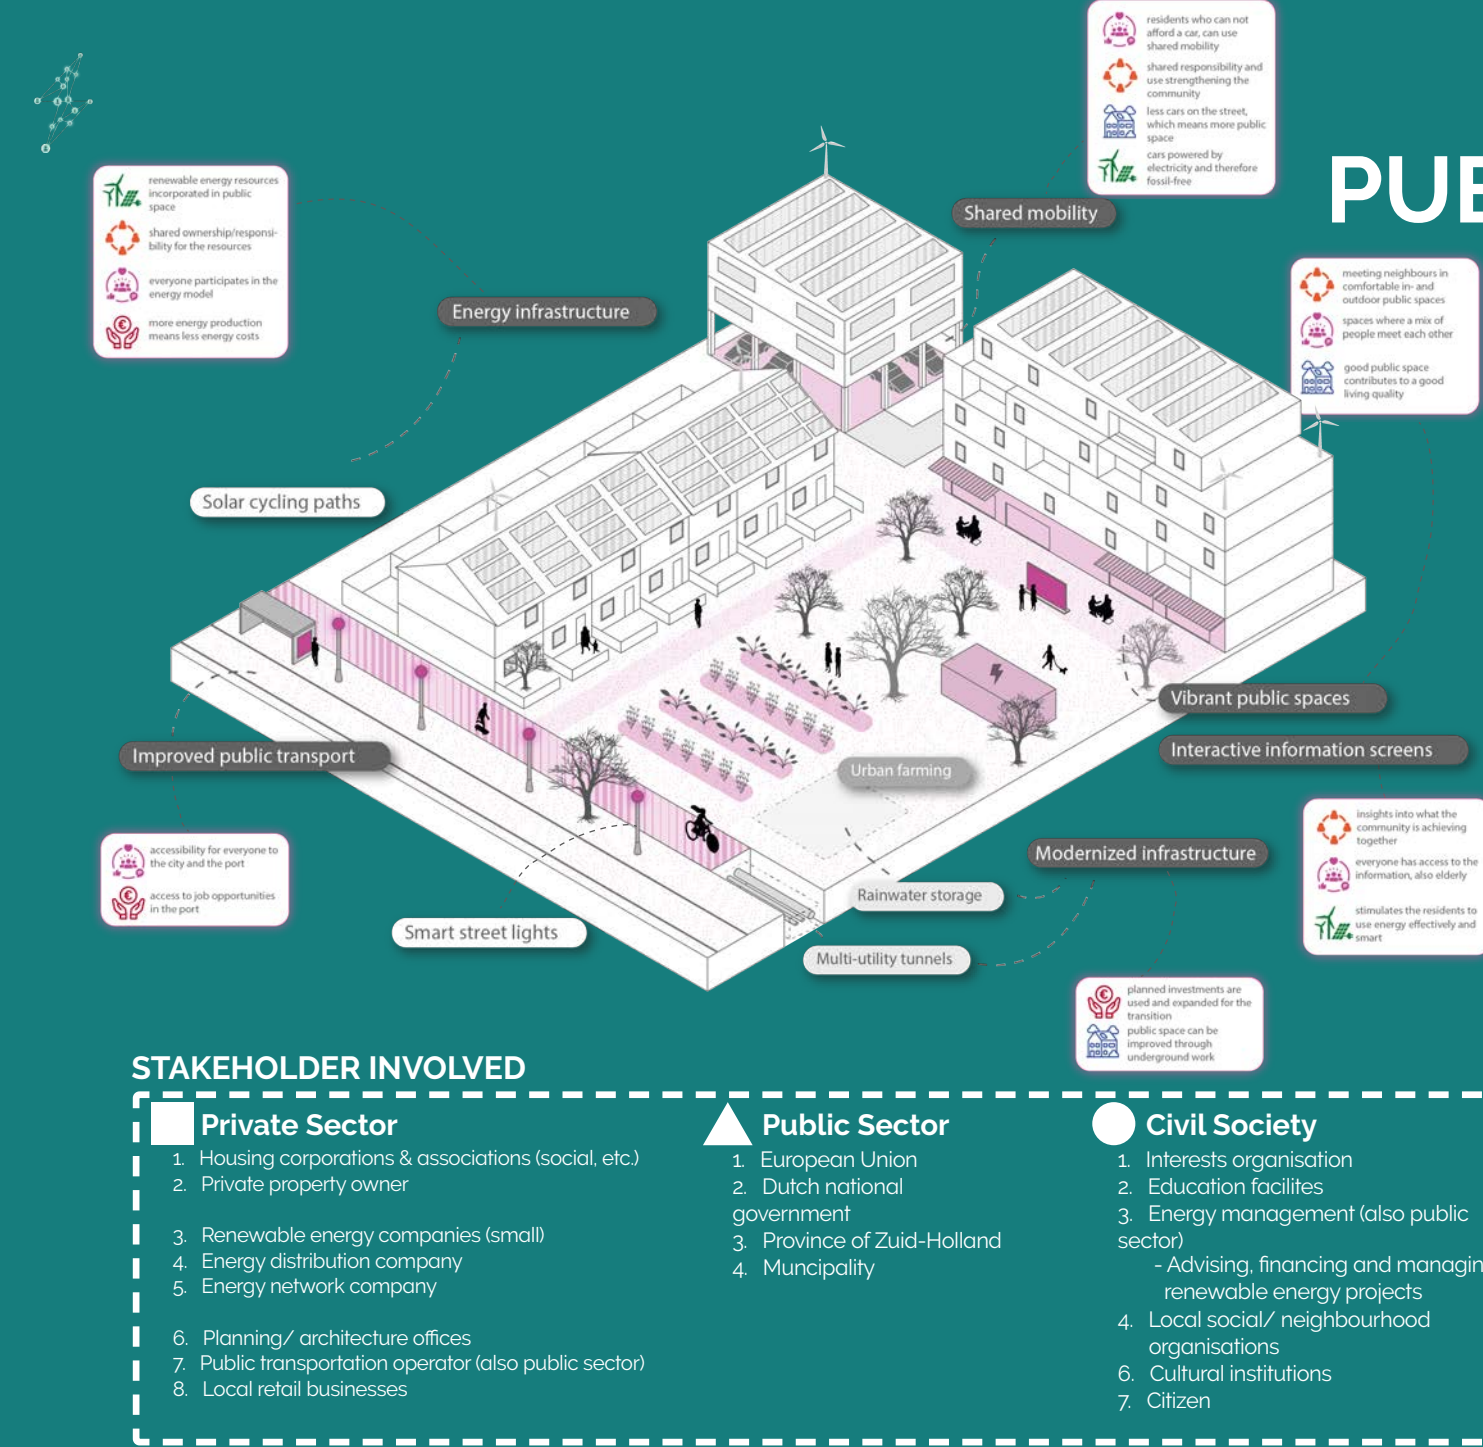 residents who can not
afford a car, can use
shared mobility
shared responsibility and
use strengthening the
community
less cars on the street,
which means more public
space
cars powered by
electricity and therefore
fossil-free
renewable energy resources
incorporated in public
space
shared ownership/responsi-
bility for the resources
everyone participates in the
energy model
more energy production
means less energy costs
Shared mobility
meeting neighbours in
comfortable in- and
outdoor public spaces
spaces where a mix of
people meet each other
good public space
contributes to a good
living quality
Energy infrastructure
Solar cycling paths
Vibrant public spaces
Interactive information screens
Improved public transport
Urban farming
insights into what the
community is achieving
together
everyone has access to the
information, also elderly
stimulates the residents to
use energy effectively and
smart
accessibility for everyone to
the city and the port
access to job opportunities
in the port
Modernized infrastructure
Rainwater storage
Smart street lights
Multi-utility tunnels
planned investments are
used and expanded for the
transition
public space can be
improved through
underground work
STAKEHOLDER INVOLVED
Private Sector
1. Housing corporations & associations (social, etc.)
2. Private property owner
3. Renewable energy companies (small)
4. Energy distribution company
5. Energy network company
6. Planning/ architecture offices
7. Public transportation operator (also public sector)
8. Local retail businesses
Public Sector
1. European Union
2. Dutch national
government
3. Province of Zuid-Holland
4. Muncipality
Civil Society
1. Interests organisation
2. Education facilites
3. Energy management (also public
sector)
- Advising, financing and managin
renewable energy projects
4. Local social/ neighbourhood
organisations
6. Cultural institutions
7. Citizen